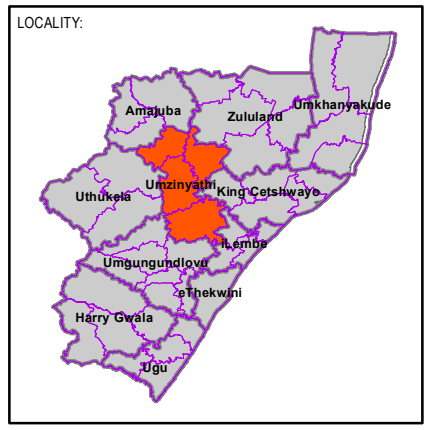 LOCALITY:
Amajuba
Zululand
Umkhanyakude
Umzinyathi
Uthukela
King Cetshwayo
iLembe
Umgungundlovu
eThekwini
Harry Gwala
Ugu